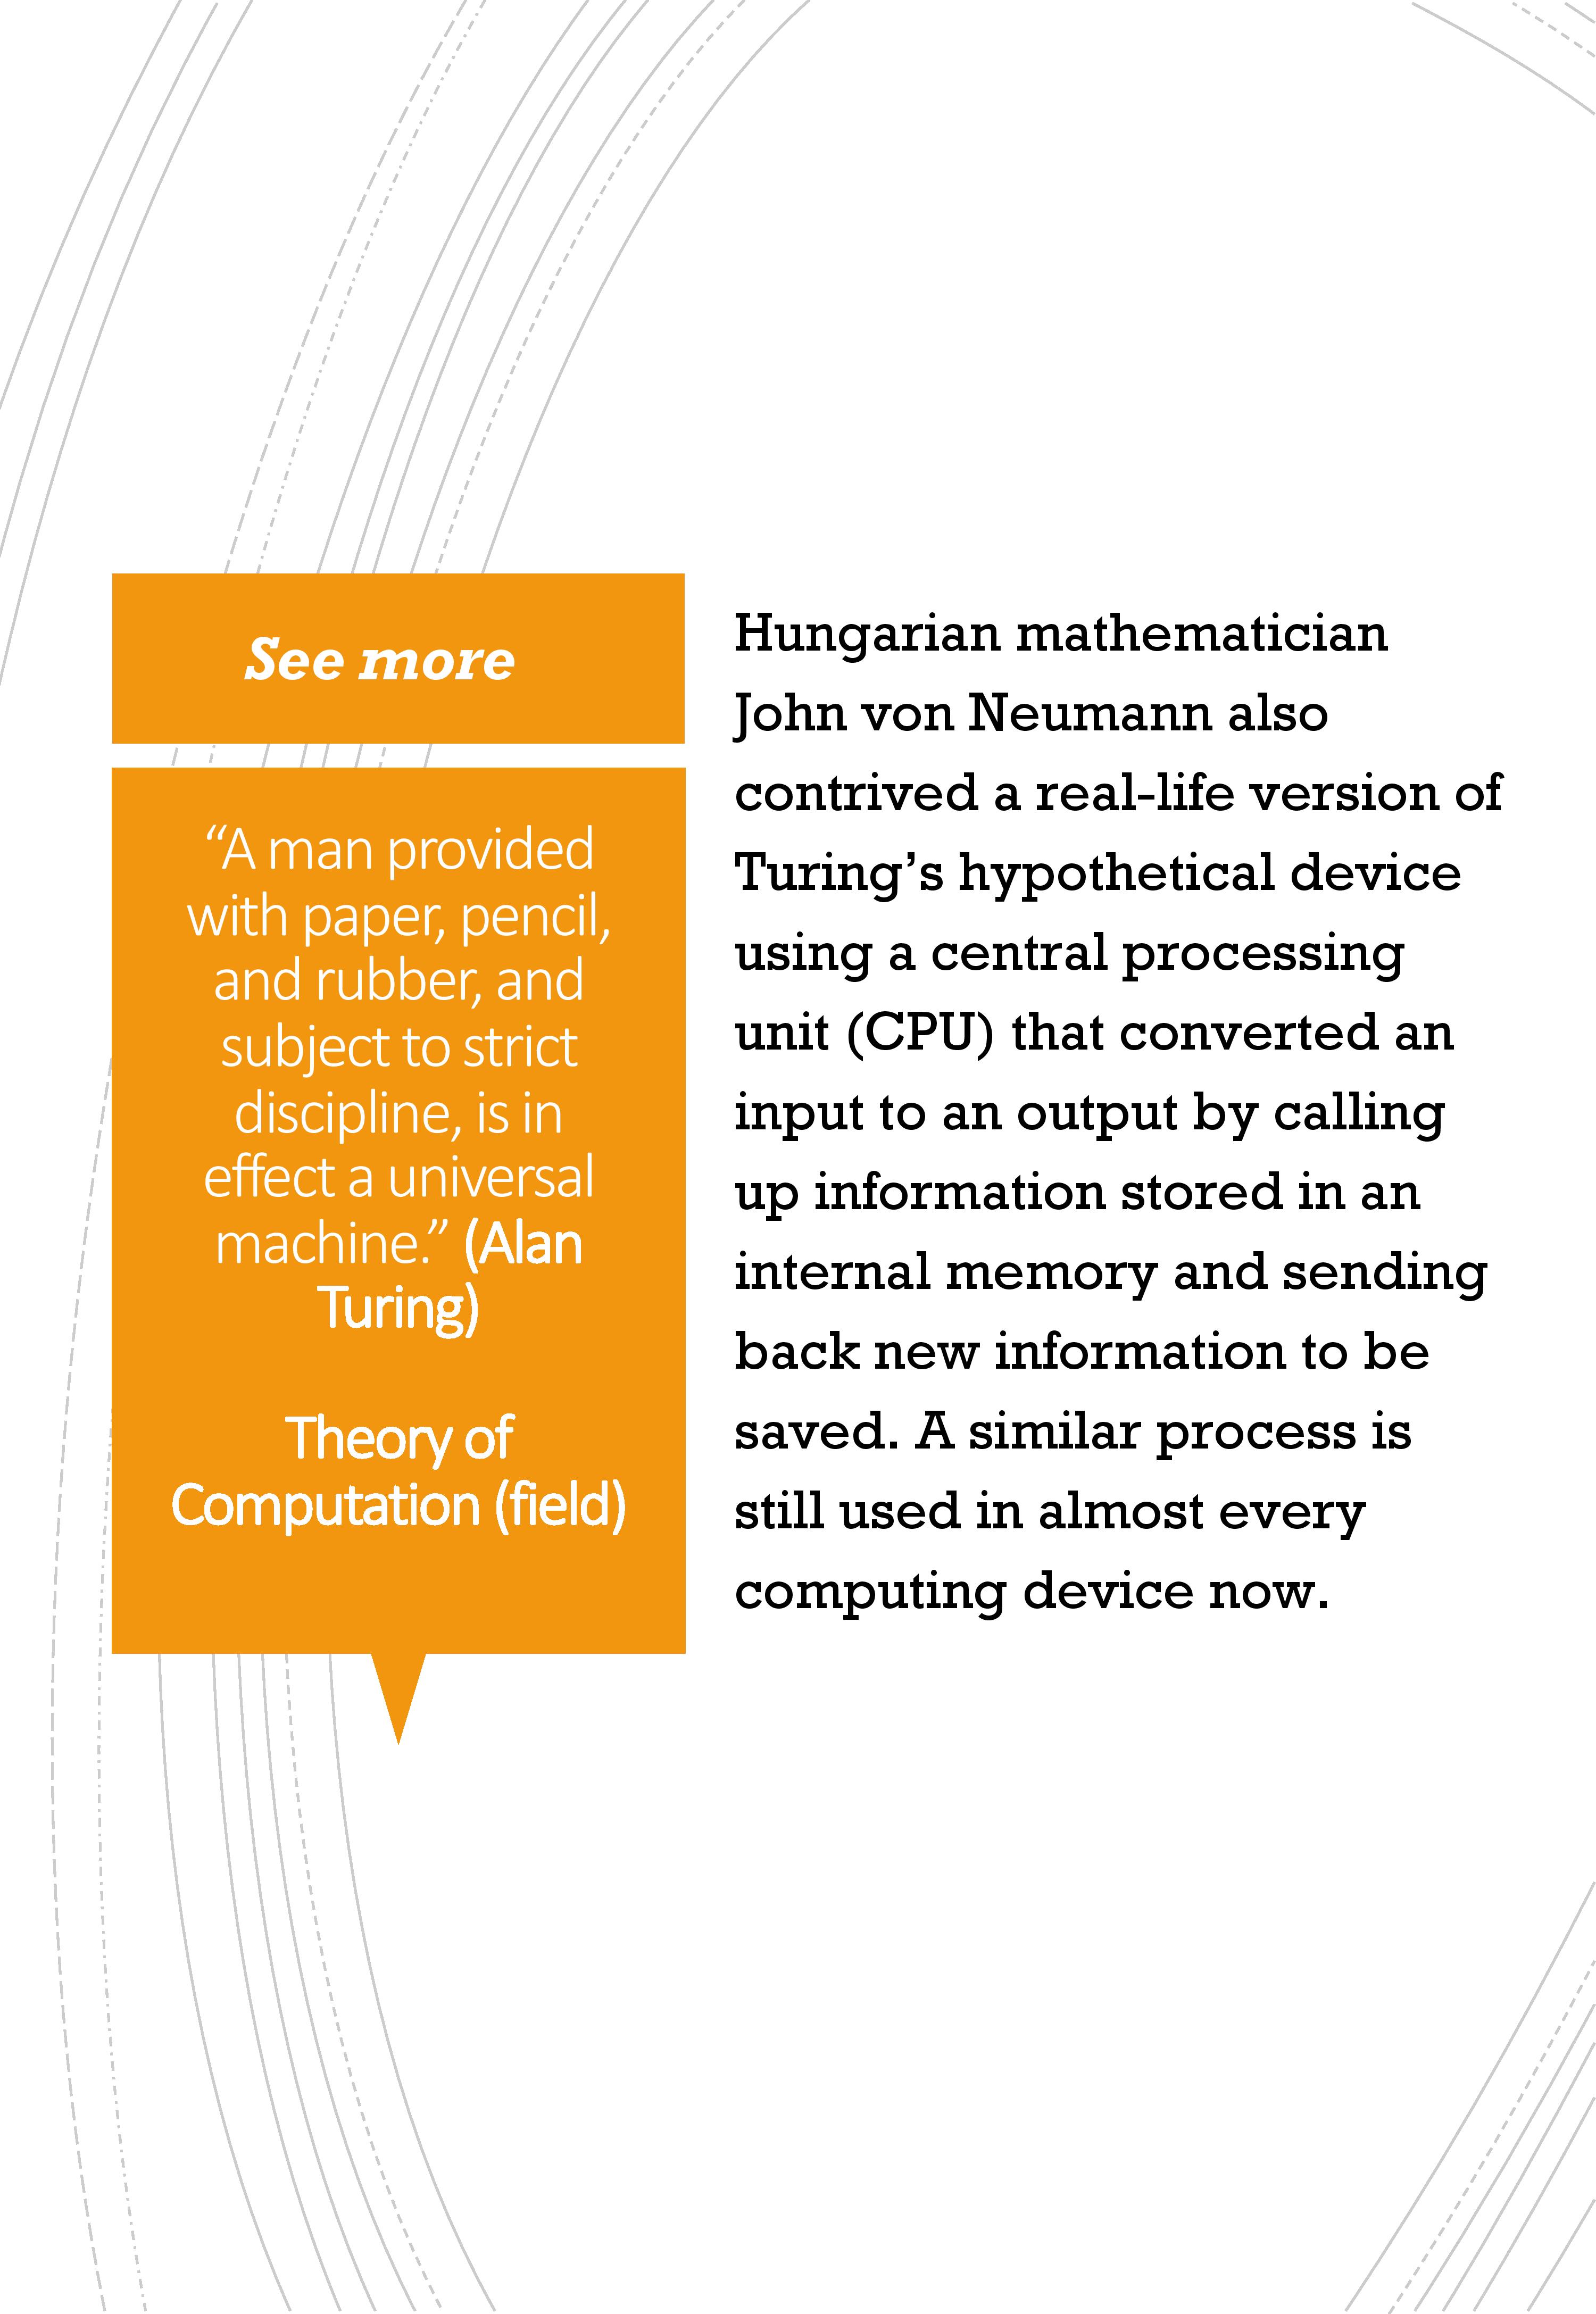 See more
“A man provided
with paper, pencil,
and rubber, and
subject to strict
discipline, is in
effect a universal
machine.” (Alan
Turing)
Theory of
Computation (field)
Hungarian mathematician
John von Neumann also
contrived a real-life version of
Turing’s hypothetical device
using a central processing
unit (CPU) that converted an
input to an output by calling
up information stored in an
internal memory and sending
back new information to be
saved. A similar process is
still used in almost every
computing device now.